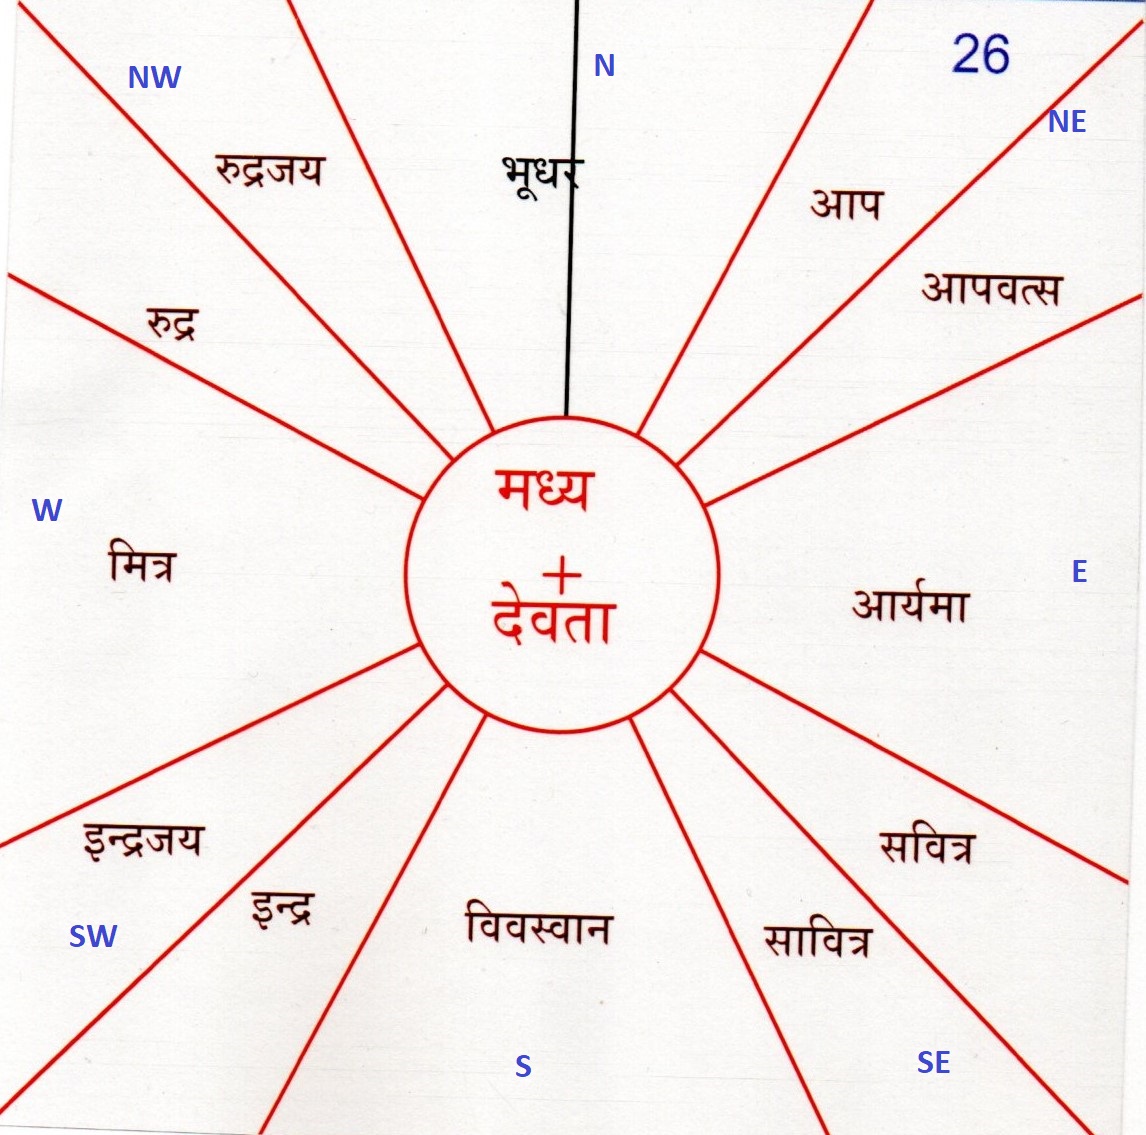 N
26
NW
NE
रुद्रजय
भूधर
आप
आपवत्स
रुद्र
मध्य
W
+
E
मित्र
देवता
आर्यमा
इन्द्रजय
सवित्र
इन्द्र
विवस्वान
सावित्र
SW
S
SE